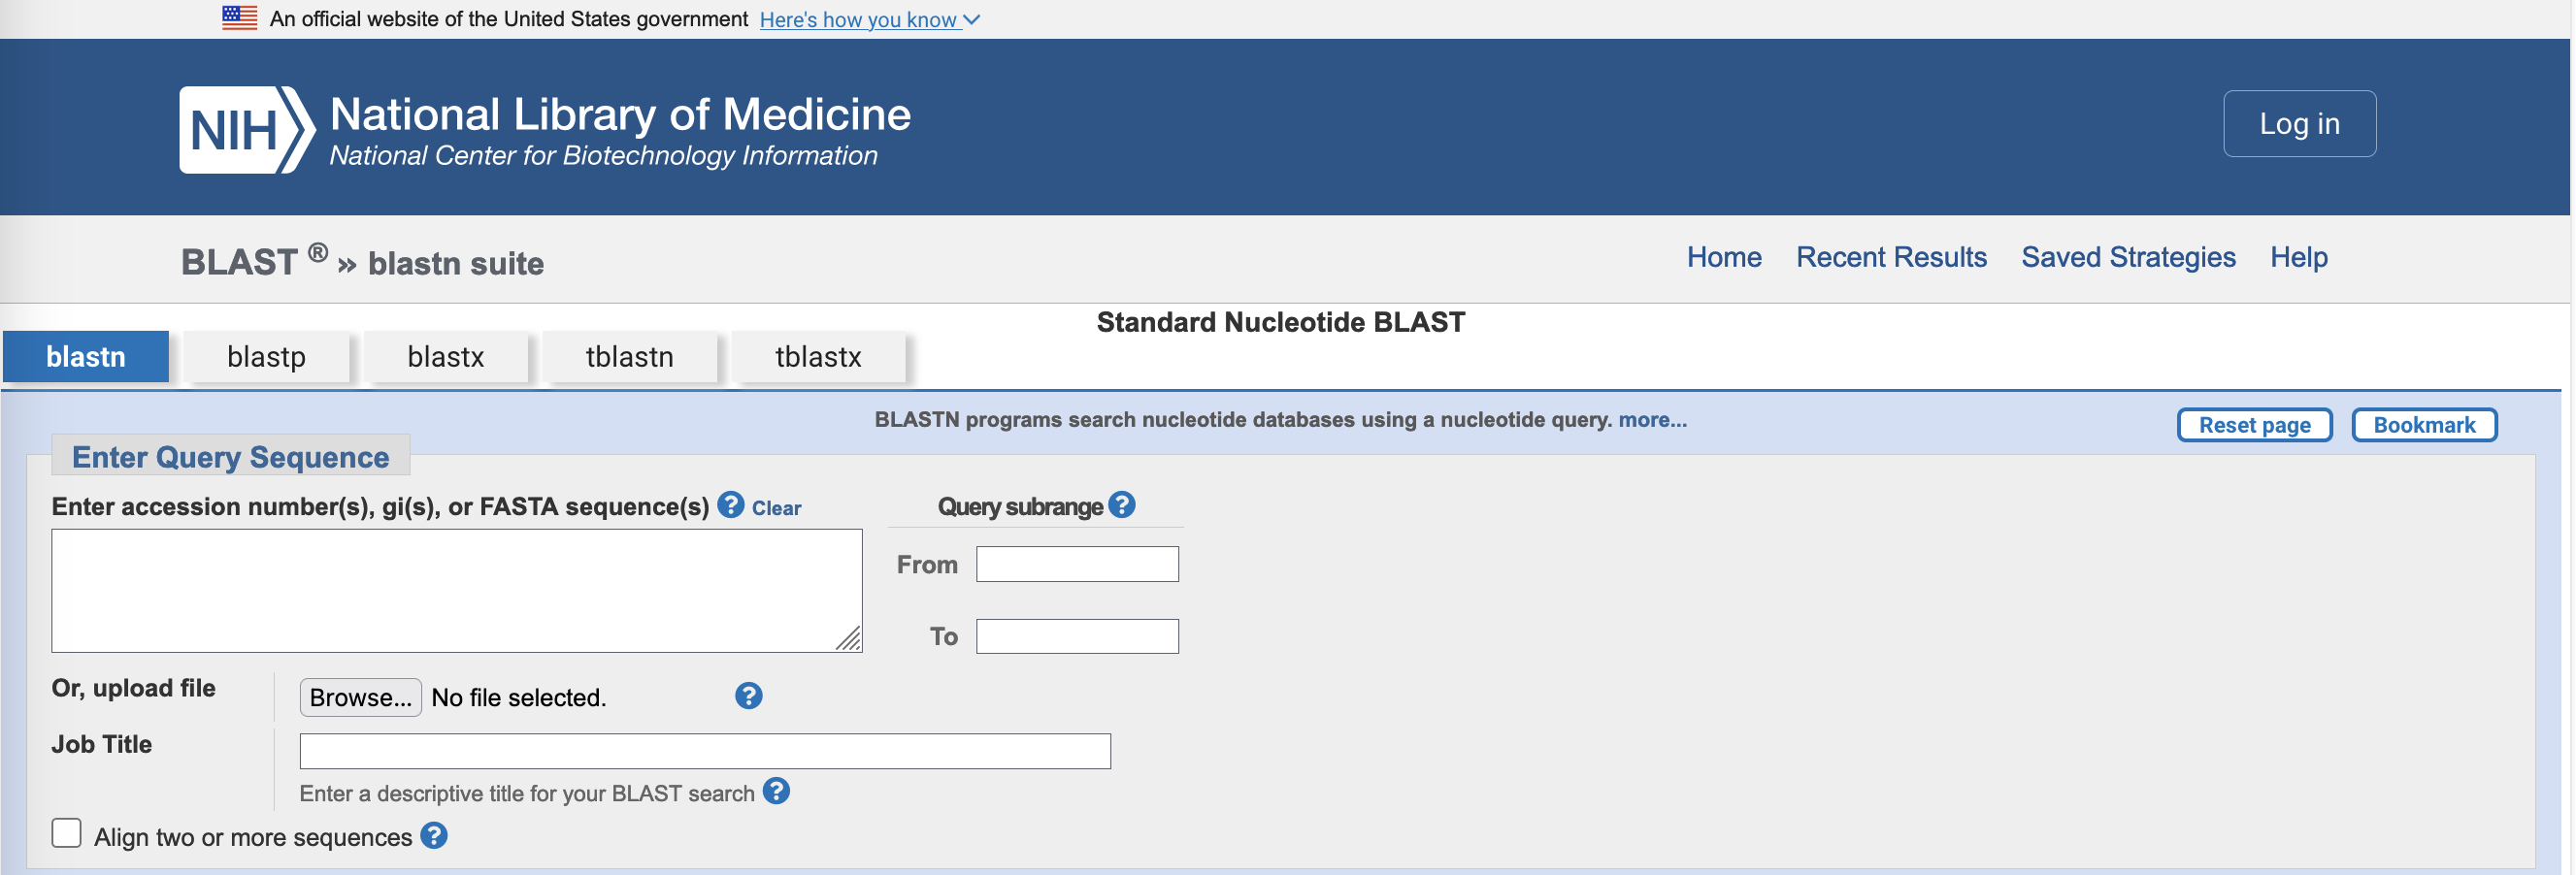 An official website of the United States government Here's how you know
NIH National Library of Medicine
National Center for Biotechnology Information
Log in
BLAST ® » blastn suite
Home Recent Results Saved Strategies Help
Standard Nucleotide BLAST
blastn blastp blastx tblastn tblastx
BLASTN programs search nucleotide databases using a nucleotide query. more...
Reset page Bookmark
Enter Query Sequence
Enter accession number(s), gi(s), or FASTA sequence(s) ? Clear
Query subrange ?
From
To
Or, upload file Browse... No file selected. ?
Job Title
Enter a descriptive title for your BLAST search ?
Align two or more sequences ?